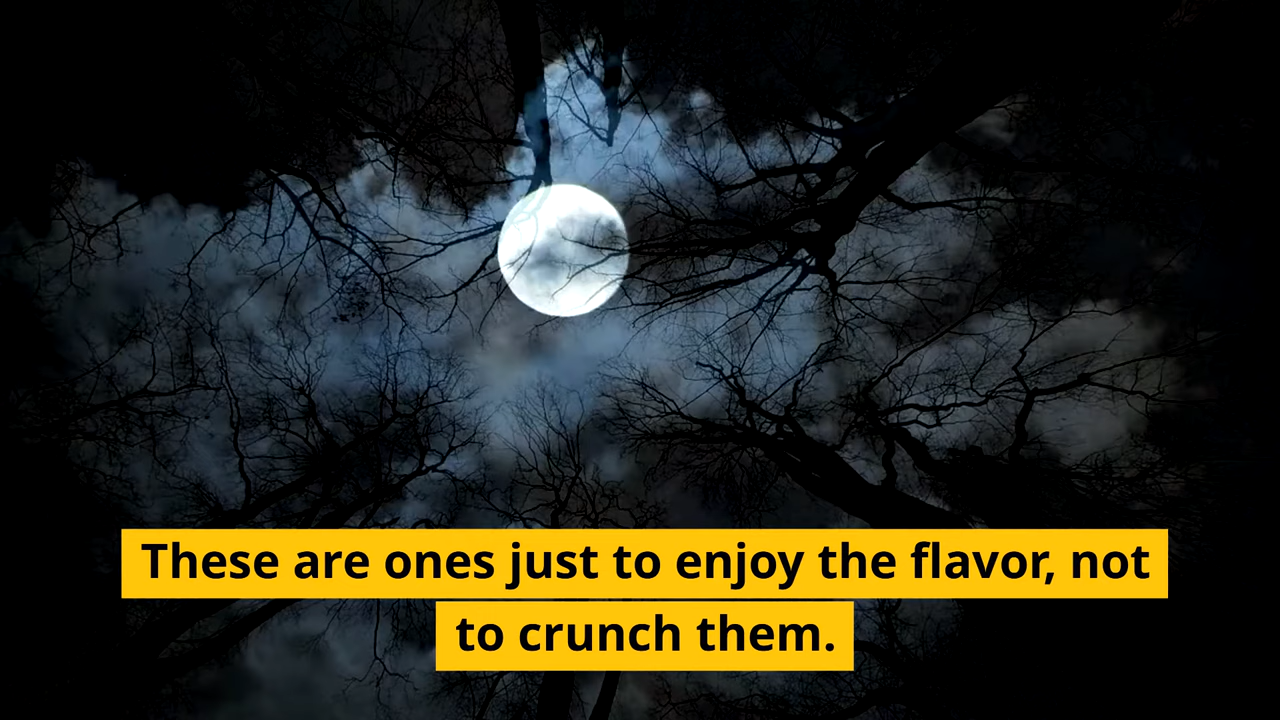 These are ones just to enjoy the flavor, not
to crunch them.